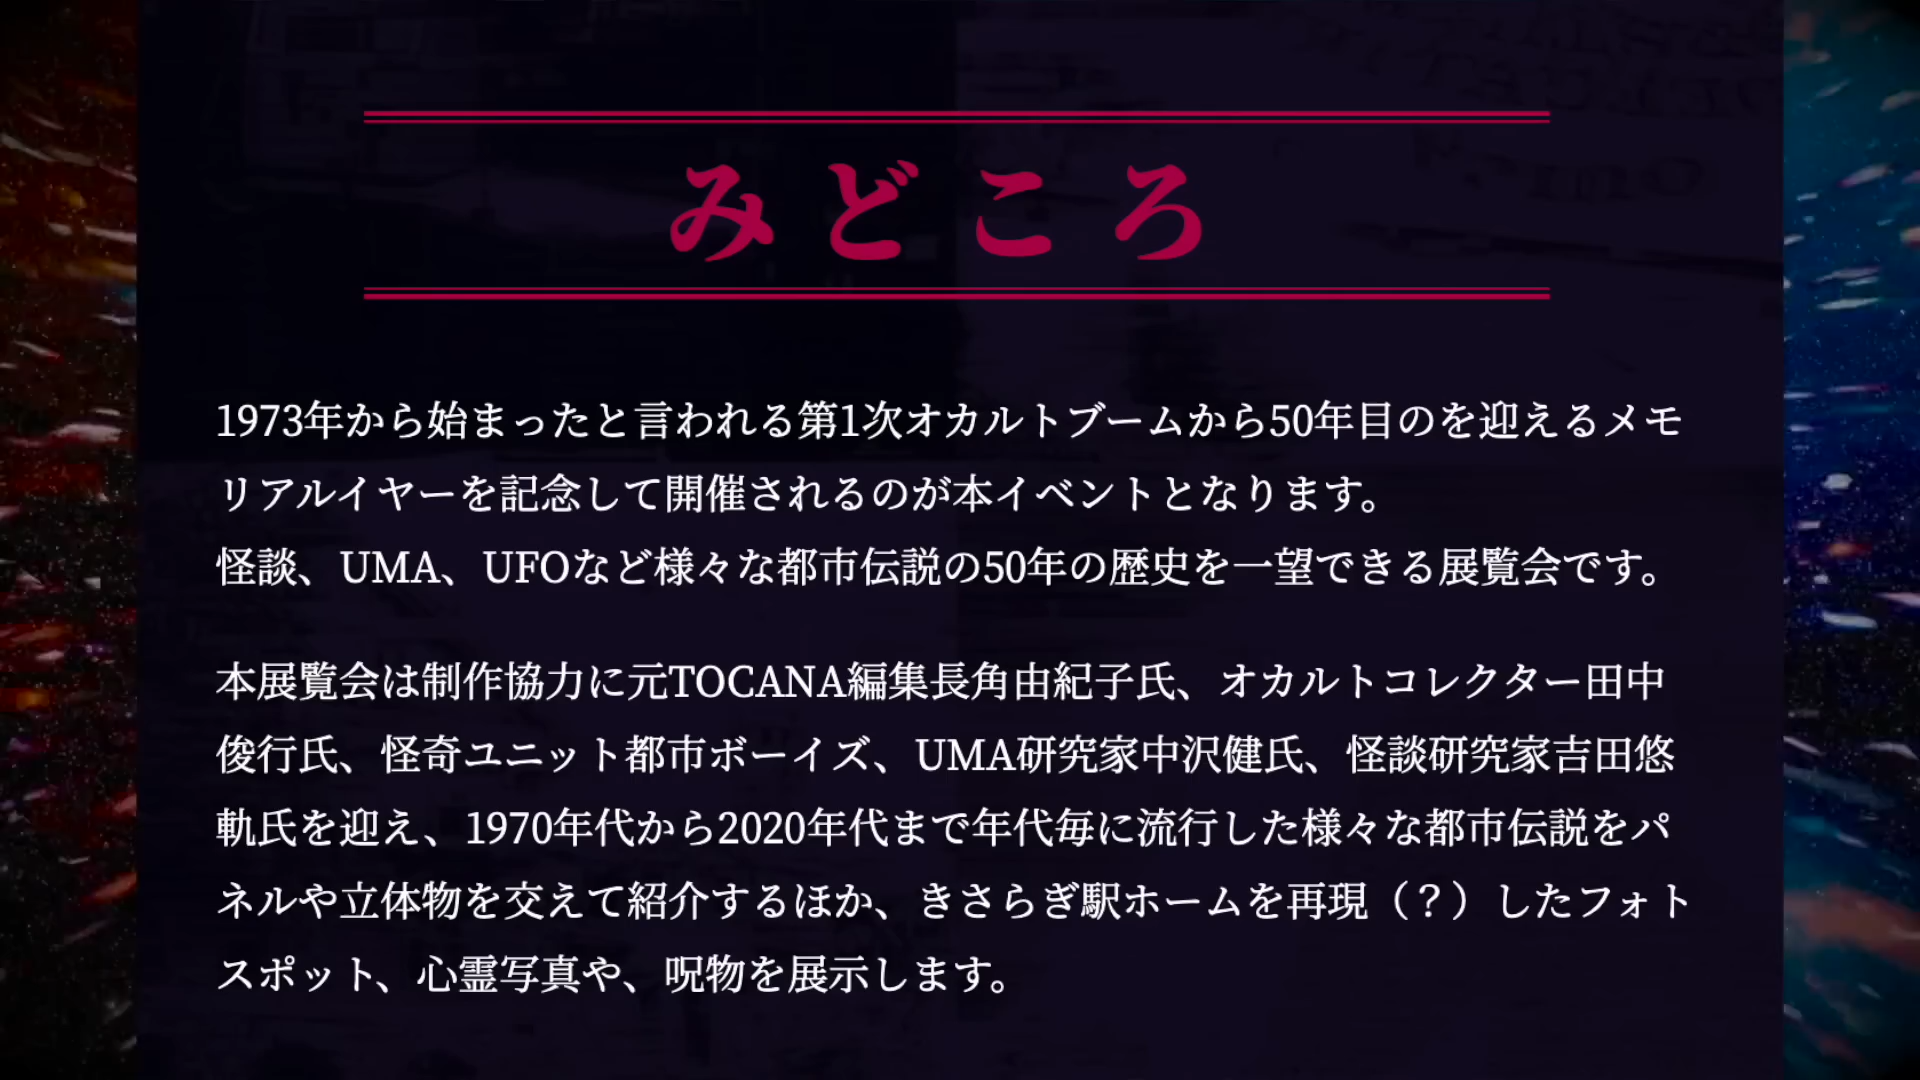 みどころ
1973年から始まったと言われる第1次オカルトブームから50年目のを迎えるメモ
リアルイヤーを記念して開催されるのが本イベントとなります。
怪談、UMA、UFOなど様々な都市伝説の50年の歴史を一望できる展覧会です。
本展覧会は制作協力に元TOCANA編集長角由紀子氏、オカルトコレクター田中
俊行氏、怪奇ユニット都市ボーイズ、UMA研究家中沢健氏、怪談研究家吉田悠
軌氏を迎え、1970年代から2020年代まで年代毎に流行した様々な都市伝説をパ
ネルや立体物を交えて紹介するほか、きさらぎ駅ホームを再現（？）したフォト
スポット、心霊写真や、呪物を展示します。